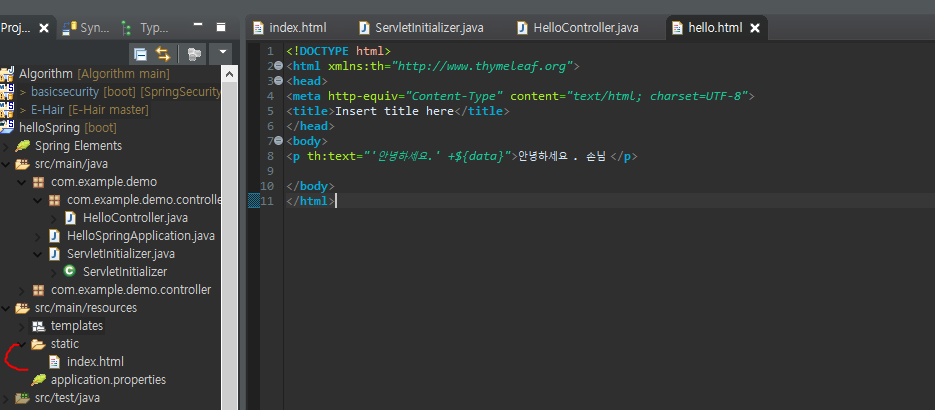 Proj...
Syn...
Typ...
Algorithm [Algorithm main]
basicsecurity [boot] [SpringSecurity
E-Hair [E-Hair master]
helloSpring [boot]
Spring Elements
src/main/java
com.example.demo
com.example.demo.controlle
HelloController.java
HelloSpringApplication.java
ServletInitializer.java
ServletInitializer
com.example.demo.controller
src/main/resources
templates
static
index.html
application.properties
src/test/java
index.html
ServletInitializer.java
HelloController.java
hello.html
1 <!DOCTYPE html>
2 <html xmlns:th="http://www.thymeleaf.org">
3 <head>
4 <meta http-equiv="Content-Type" content="text/html; charset=UTF-8">
5 <title>Insert title here</title>
6 </head>
7 <body>
8 <p th:text="'안녕하세요.' +${data}">안녕하세요 . 손님 </p>
9
10 </body>
11 </html>